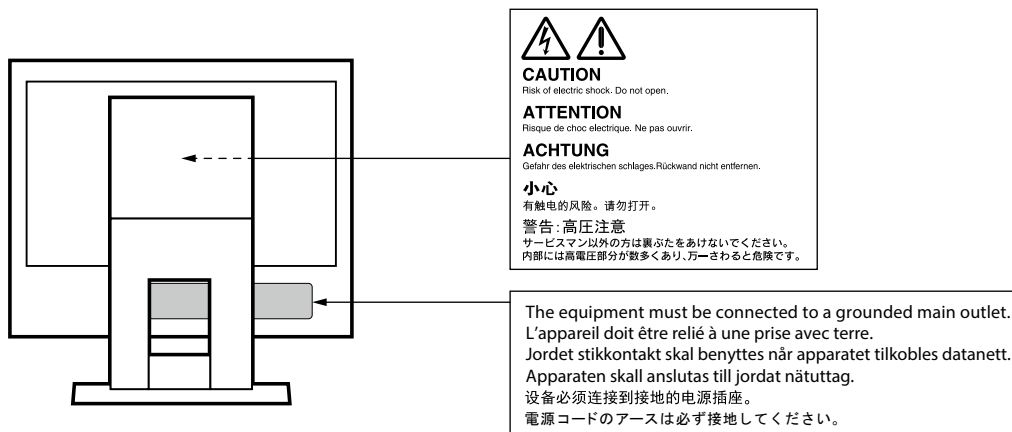 CAUTION
Risk of electric shock. Do not open.
ATTENTION
Risque de choc electrique. Ne pas ouvrir.
ACHTUNG
Gefahr des elektrischen schlages.Rückwand nicht entfernen.
小心
有触电的风险。请勿打开。
警告:高圧注意
サービスマン以外の方は裏ぶたをあけないでください。
内部には高電圧部分が数多くあり、万一さわると危険です。
The equipment must be connected to a grounded main outlet.
L’appareil doit être relié à une prise avec terre.
Jordet stikkontakt skal benyttes når apparatet tilkobles datanett.
Apparaten skall anslutas till jordat nätuttag.
设备必须连接到接地的电源插座。
電源コードのアースは必ず接地してください。